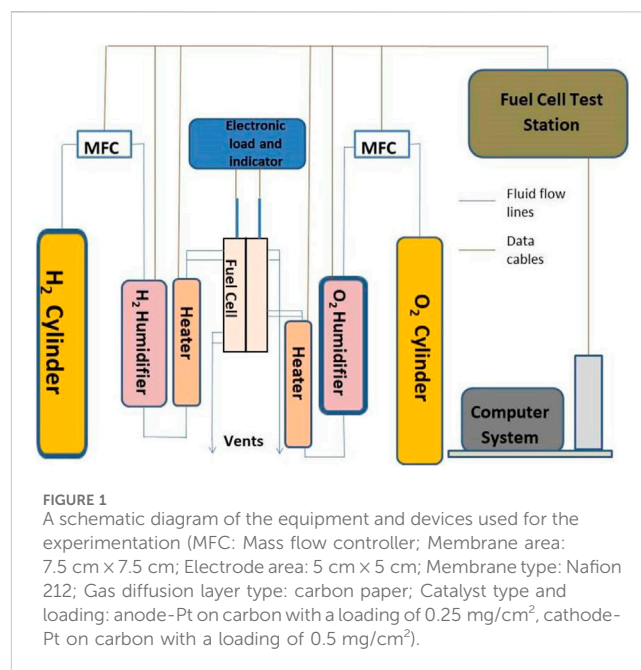 Fuel Cell Test
Station
Electronic
load and
indicator
MFC
MFC
Fluid flow
lines
Data
cables
H₂ Cylinder
H₂ Humidifier
Heater
Fuel Cell
Heater
O₂ Humidifier
O₂ Cylinder
Computer
System
Vents
FIGURE 1
A schematic diagram of the equipment and devices used for the
experimentation (MFC: Mass flow controller; Membrane area:
7.5 cm × 7.5 cm; Electrode area: 5 cm × 5 cm; Membrane type: Nafion
212; Gas diffusion layer type: carbon paper; Catalyst type and
loading: anode-Pt on carbon with a loading of 0.25 mg/cm², cathode-
Pt on carbon with a loading of 0.5 mg/cm²).